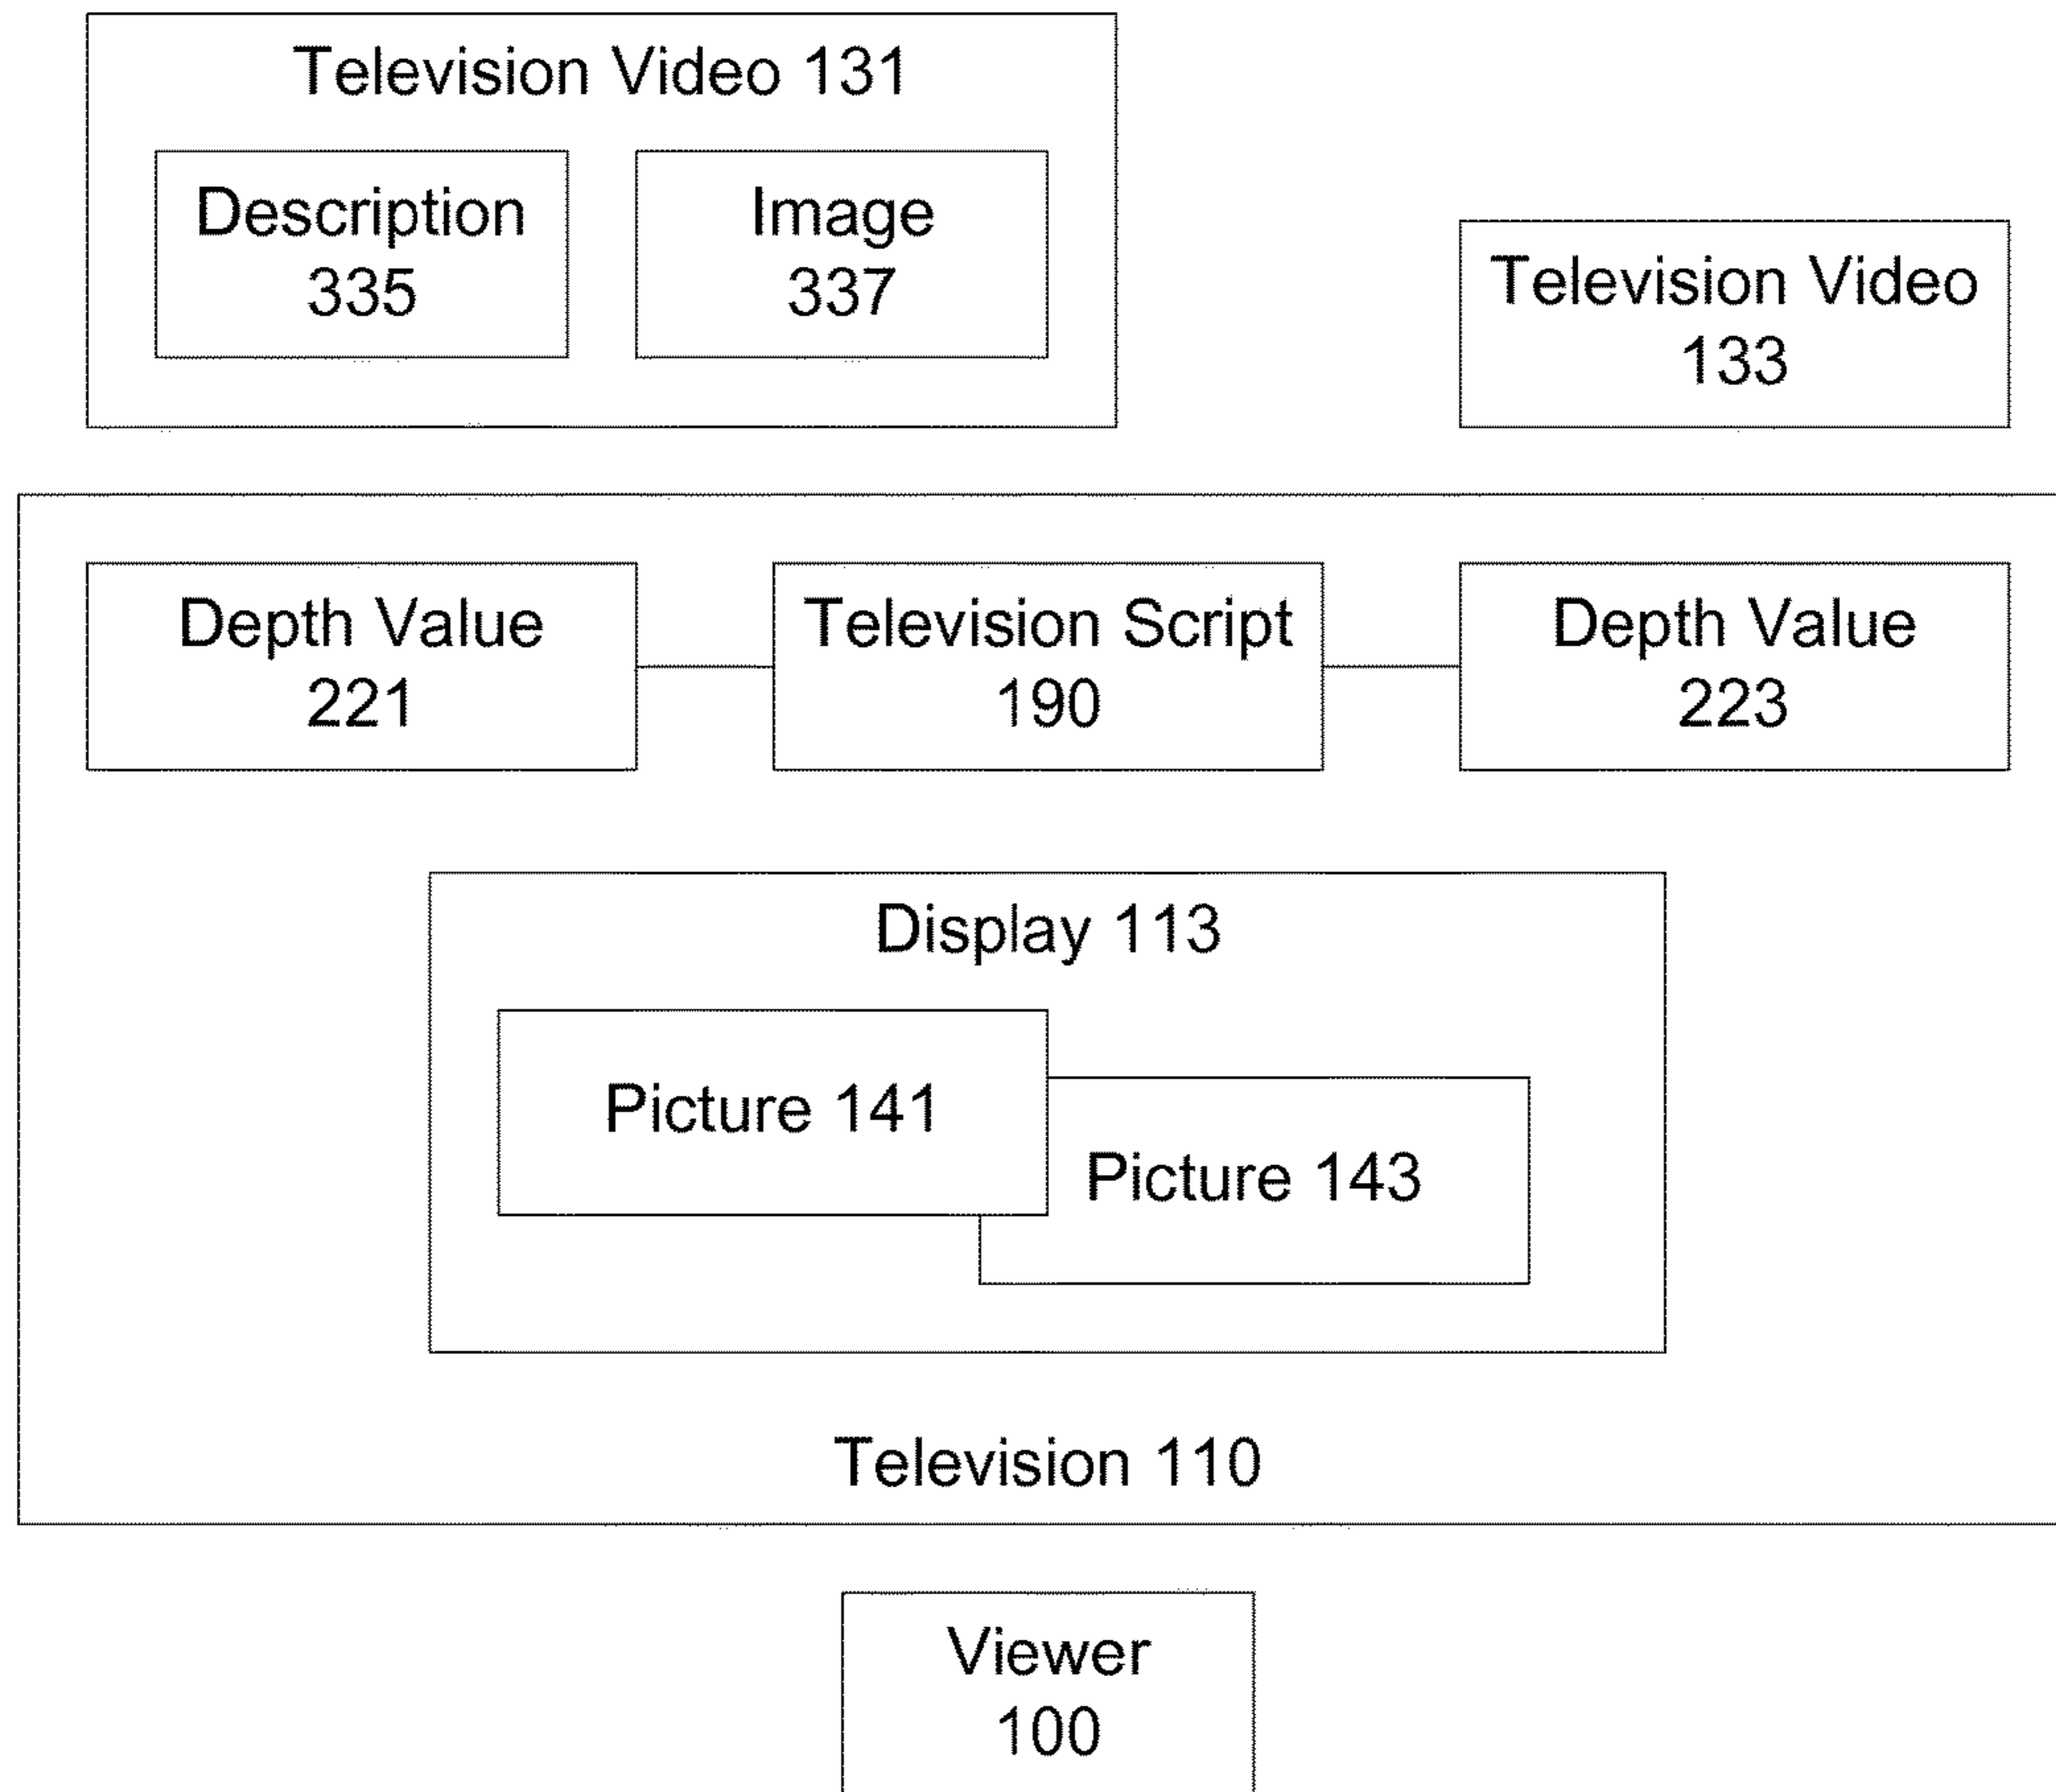 Television Video 131
Description
335
Image
337
Television Video
133
Depth Value
221
Television Script
190
Depth Value
223
Display 113
Picture 141
Picture 143
Television 110
Viewer
100